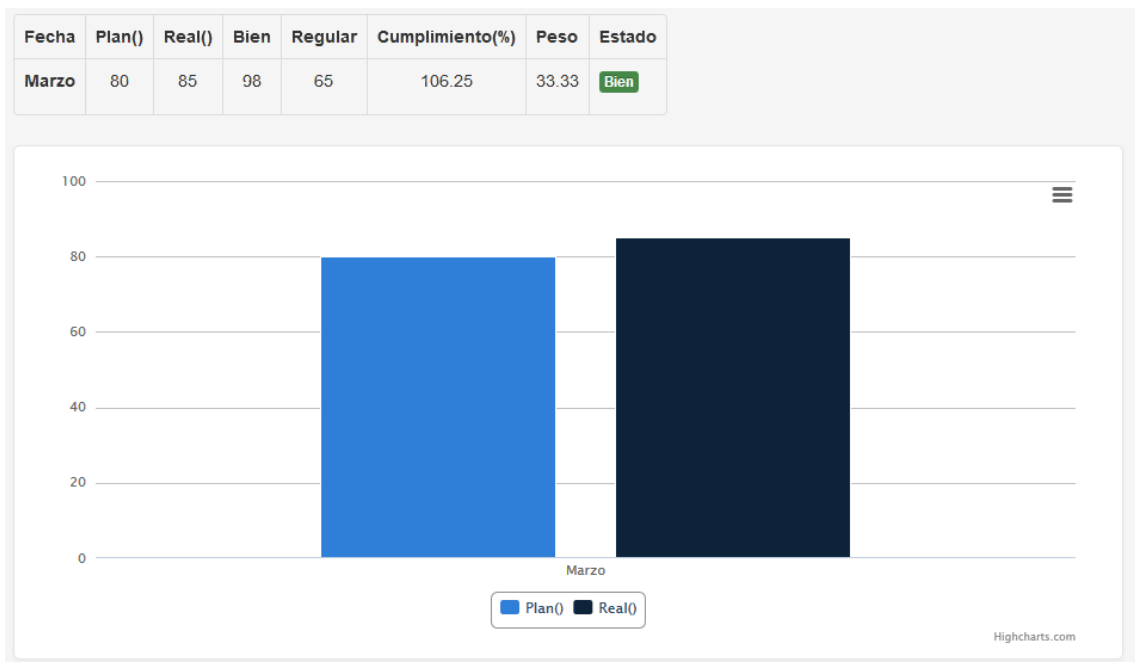 Fecha Plan() Real() Bien Regular Cumplimiento(%) Peso Estado
Marzo 80 85 98 65 106.25 33.33 Bien
100
80
60
40
20
0
Marzo
Plan() Real()
Highcharts.com